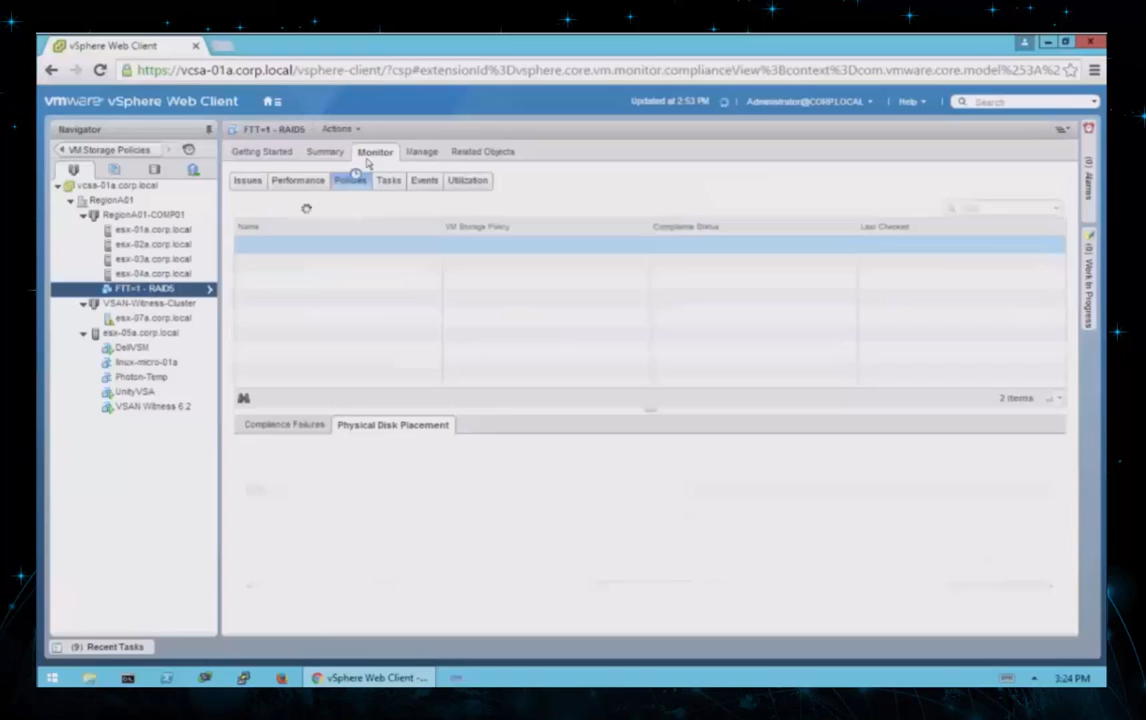 vSphere Web Client
https://vcsa-01a.corp.local/vsphere-client/?csp#extensionId%3Dvsphere.core.vm.monitor.complianceView%3Bcontext%3Dcom.vmware.core.model%253A%2
vmware vSphere Web Client
Updated at 2:53 PM
Administrator@CORP.LOCAL
Help
Search
Navigator
FTT=1 - RAID5
Actions
VM Storage Policies
Getting Started
Summary
Monitor
Manage
Related Objects
Issues
Performance
Policies
Tasks
Events
Utilization
vcsa-01a.corp.local
RegionA01
RegionA01-COMP01
esx-01a.corp.local
esx-02a.corp.local
esx-03a.corp.local
esx-04a.corp.local
FTT=1 - RAID5
VSAN-Witness-Cluster
esx-07a.corp.local
esx-05a.corp.local
DellVSM
linux-micro-01a
Photon-Temp
UnityVSA
VSAN Witness 6.2
Name
VM Storage Policy
Compliance Status
Last Checked
2 items
Compliance Failures
Physical Disk Placement
(0) Alarms
(0) Work In Progress
(9) Recent Tasks
vSphere Web Client -...
3:24 PM